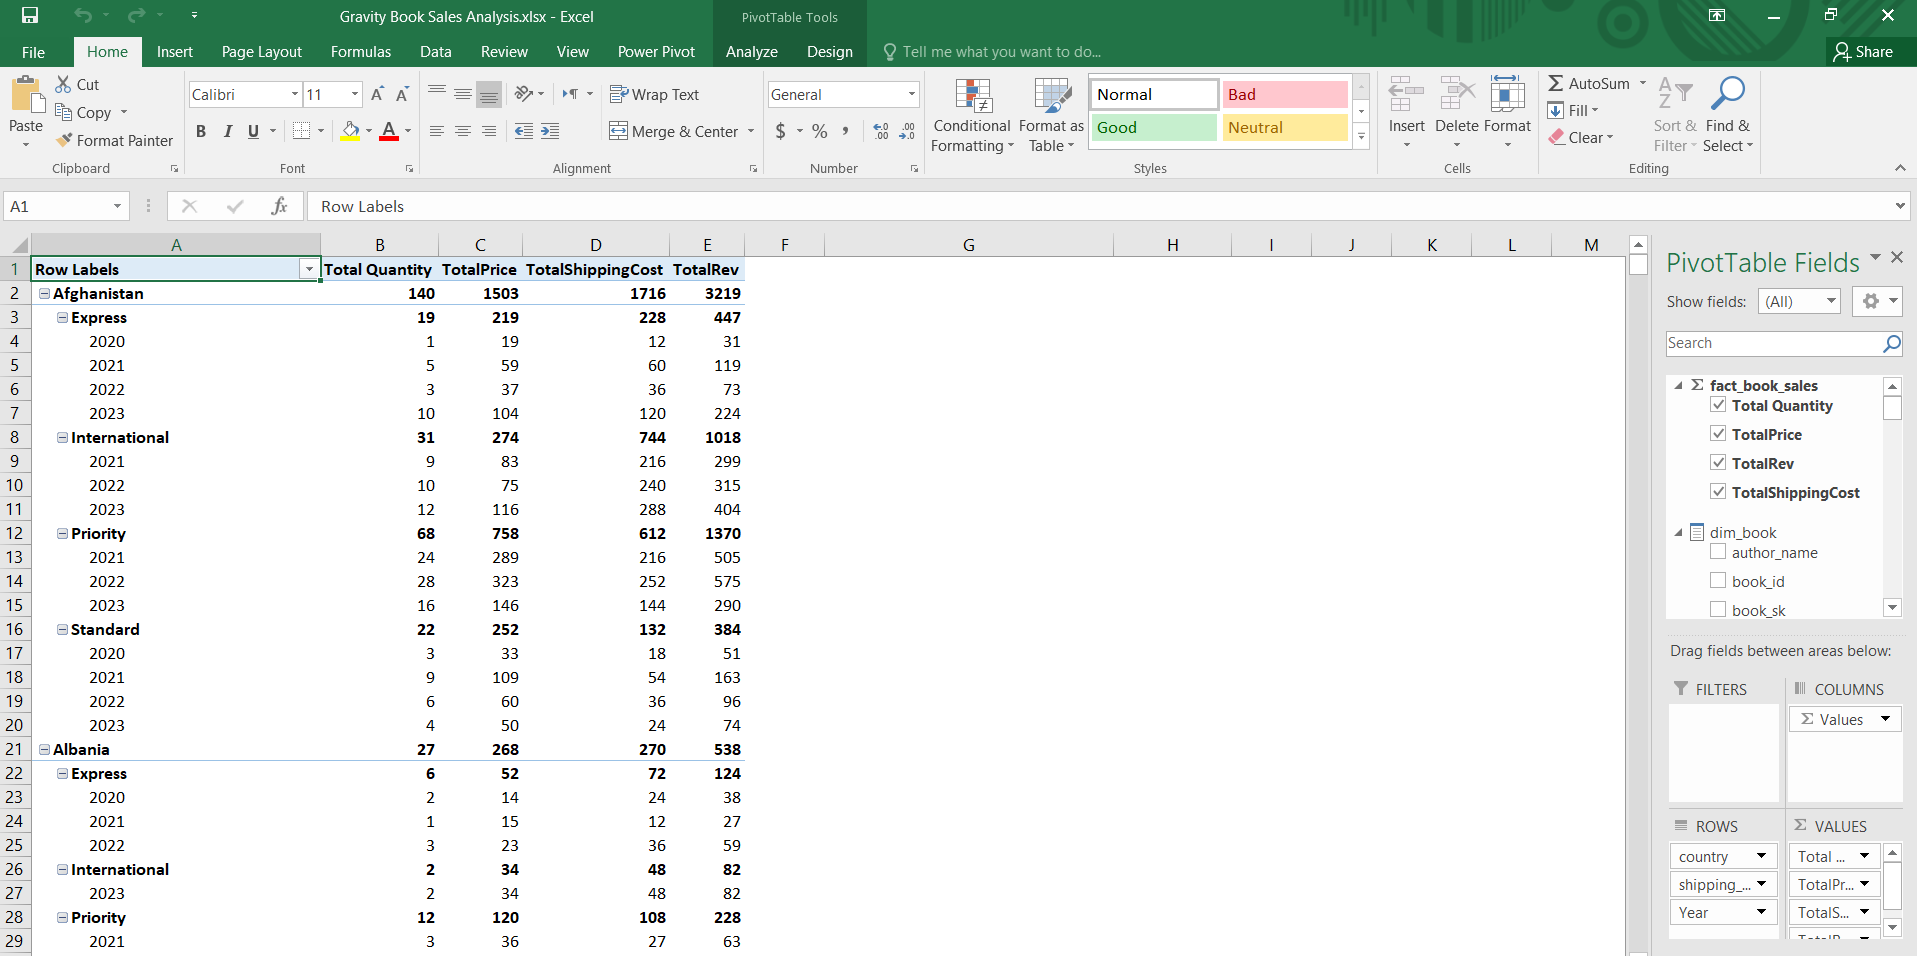 Gravity Book Sales Analysis.xlsx - Excel
PivotTable Tools
File Home Insert Page Layout Formulas Data Review View Power Pivot Analyze Design Tell me what you want to do... Share
Paste
Cut
Copy
Format Painter
Clipboard
Calibri 11
B I U
Font
Wrap Text
Merge & Center
Alignment
General
$ % ,
Number
Conditional Formatting
Format as Table
Normal Bad
Good Neutral
Styles
Insert Delete Format
Cells
AutoSum
Fill
Clear
Sort & Filter
Find & Select
Editing
A1 fx Row Labels
A B C D E F G H I J K L M
1 Row Labels Total Quantity TotalPrice TotalShippingCost TotalRev
2 Afghanistan 140 1503 1716 3219
3 Express 19 219 228 447
4 2020 1 19 12 31
5 2021 5 59 60 119
6 2022 3 37 36 73
7 2023 10 104 120 224
8 International 31 274 744 1018
9 2021 9 83 216 299
10 2022 10 75 240 315
11 2023 12 116 288 404
12 Priority 68 758 612 1370
13 2021 24 289 216 505
14 2022 28 323 252 575
15 2023 16 146 144 290
16 Standard 22 252 132 384
17 2020 3 33 18 51
18 2021 9 109 54 163
19 2022 6 60 36 96
20 2023 4 50 24 74
21 Albania 27 268 270 538
22 Express 6 52 72 124
23 2020 2 14 24 38
24 2021 1 15 12 27
25 2022 3 23 36 59
26 International 2 34 48 82
27 2023 2 34 48 82
28 Priority 12 120 108 228
29 2021 3 36 27 63
PivotTable Fields
Show fields: (All)
Search
Σ fact_book_sales
Total Quantity
TotalPrice
TotalRev
TotalShippingCost
dim_book
author_name
book_id
book_sk
Drag fields between areas below:
FILTERS
COLUMNS
Σ Values
ROWS
country
shipping_...
Year
Σ VALUES
Total ...
TotalPr...
TotalS...